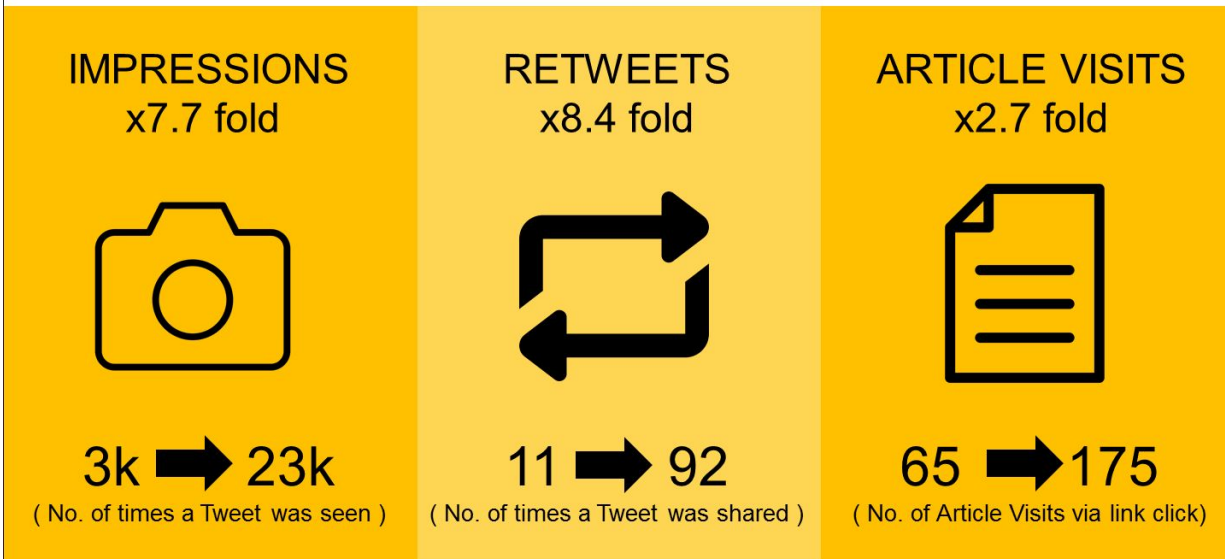 IMPRESSIONS
x7.7 fold
3k 23k
( No. of times a Tweet was seen )
RETWEETS
x8.4 fold
11 92
( No. of times a Tweet was shared )
ARTICLE VISITS
x2.7 fold
65 175
( No. of Article Visits via link click)